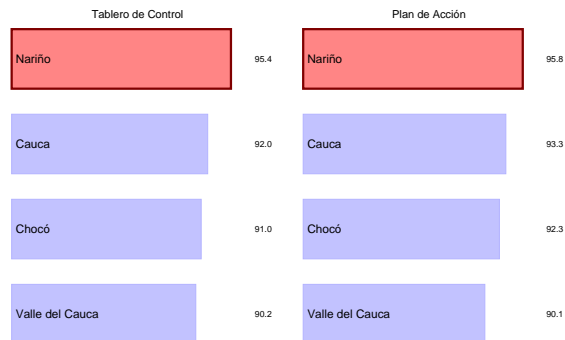 Tablero de Control Plan de Acción
Nariño 95.4 Nariño 95.8
Cauca 92.0 Cauca 93.3
Chocó 91.0 Chocó 92.3
Valle del Cauca 90.2 Valle del Cauca 90.1